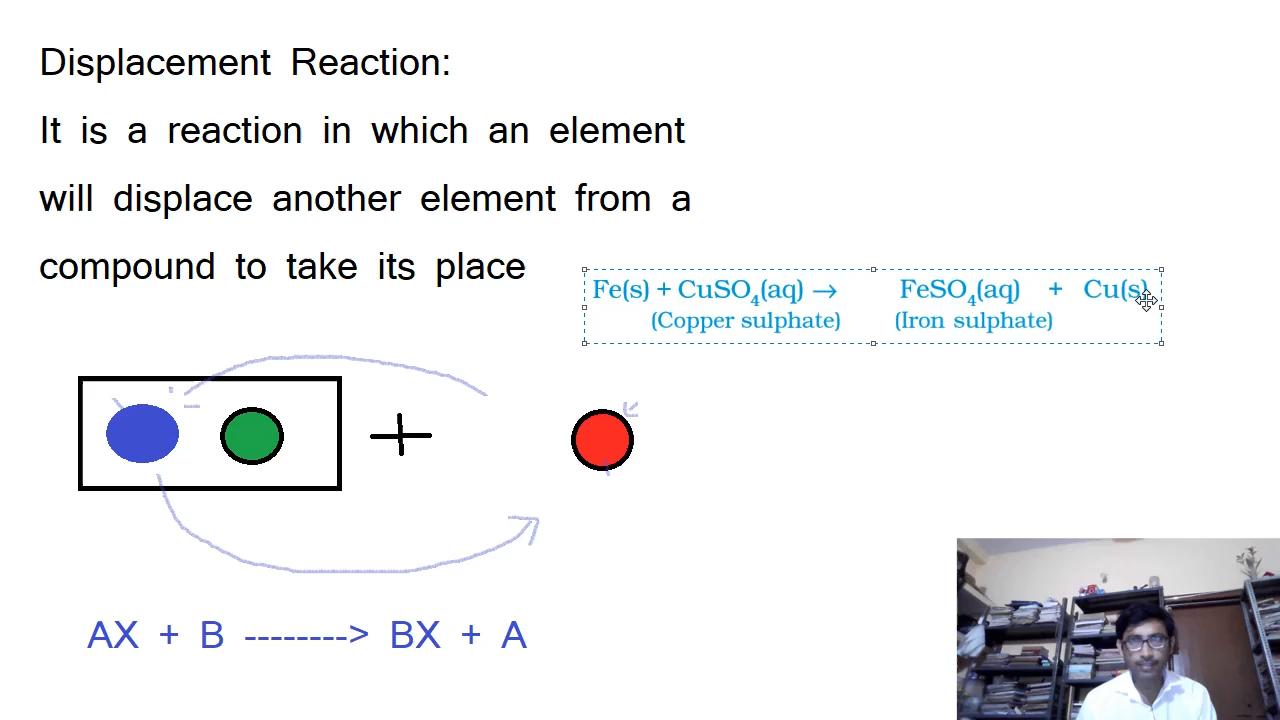 Displacement Reaction:
It is a reaction in which an element
will displace another element from a
compound to take its place
Fe(s) + CuSO₄(aq) → FeSO₄(aq) + Cu(s)
(Copper sulphate) (Iron sulphate)
+
AX + B --------> BX + A